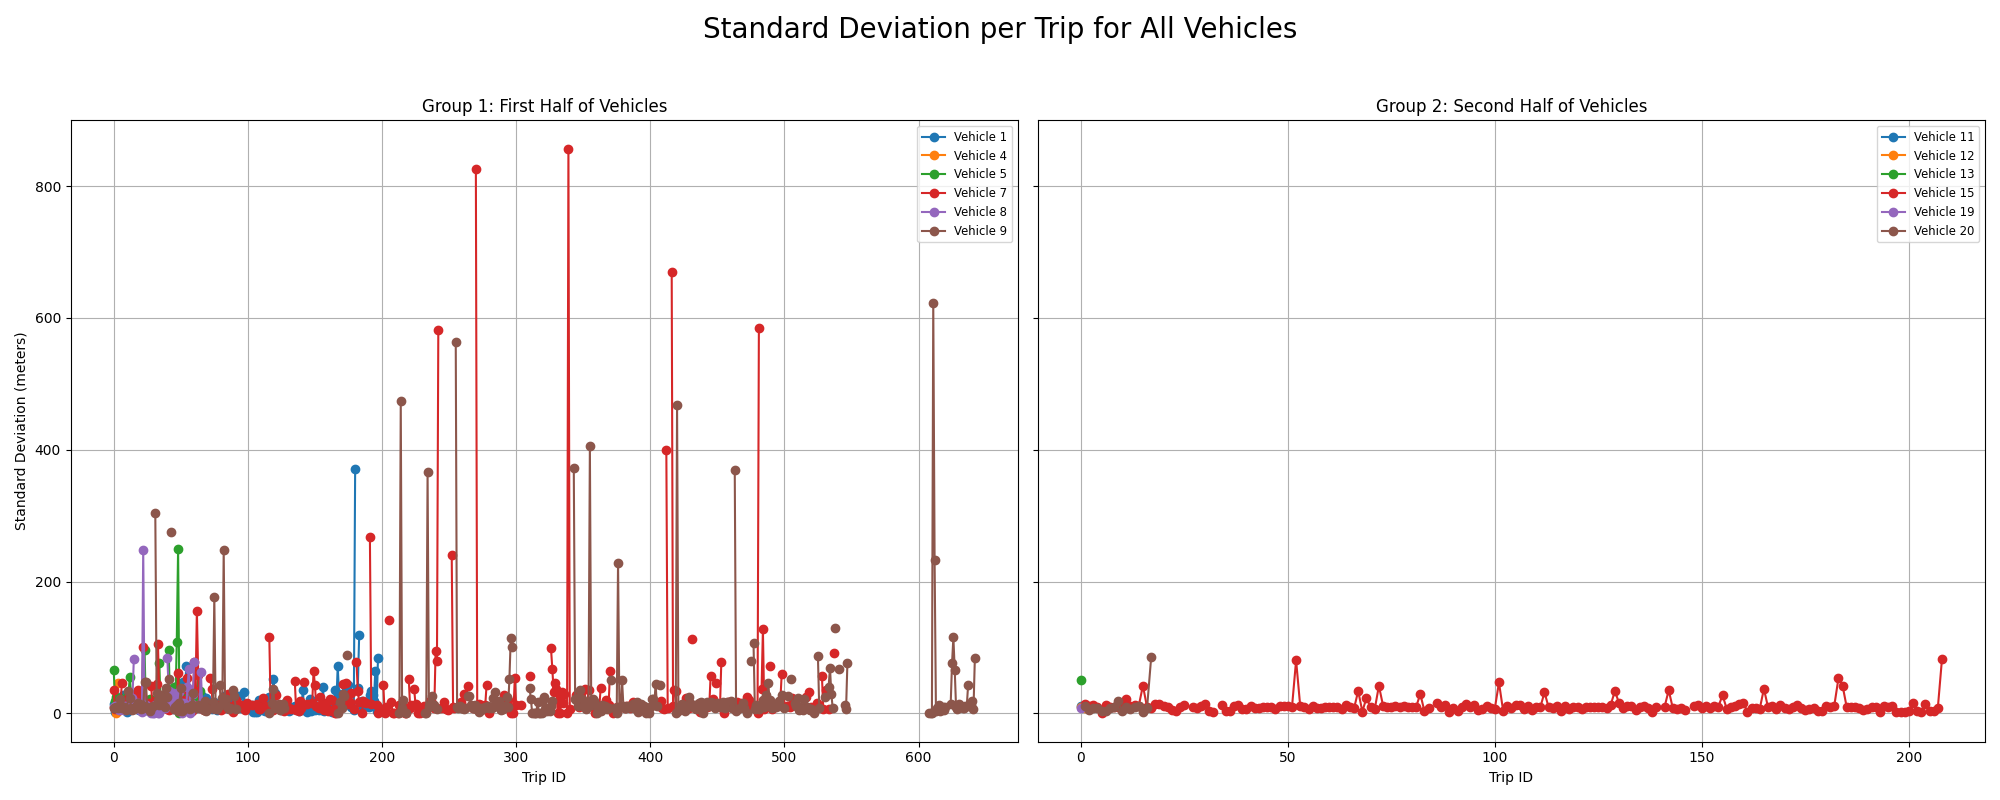 Standard Deviation per Trip for All Vehicles
Group 1: First Half of Vehicles
Standard Deviation (meters)
800
600
400
200
0
0 100 200 300 400 500 600
Trip ID
Vehicle 1
Vehicle 4
Vehicle 5
Vehicle 7
Vehicle 8
Vehicle 9
Group 2: Second Half of Vehicles
0 50 100 150 200
Trip ID
Vehicle 11
Vehicle 12
Vehicle 13
Vehicle 15
Vehicle 19
Vehicle 20